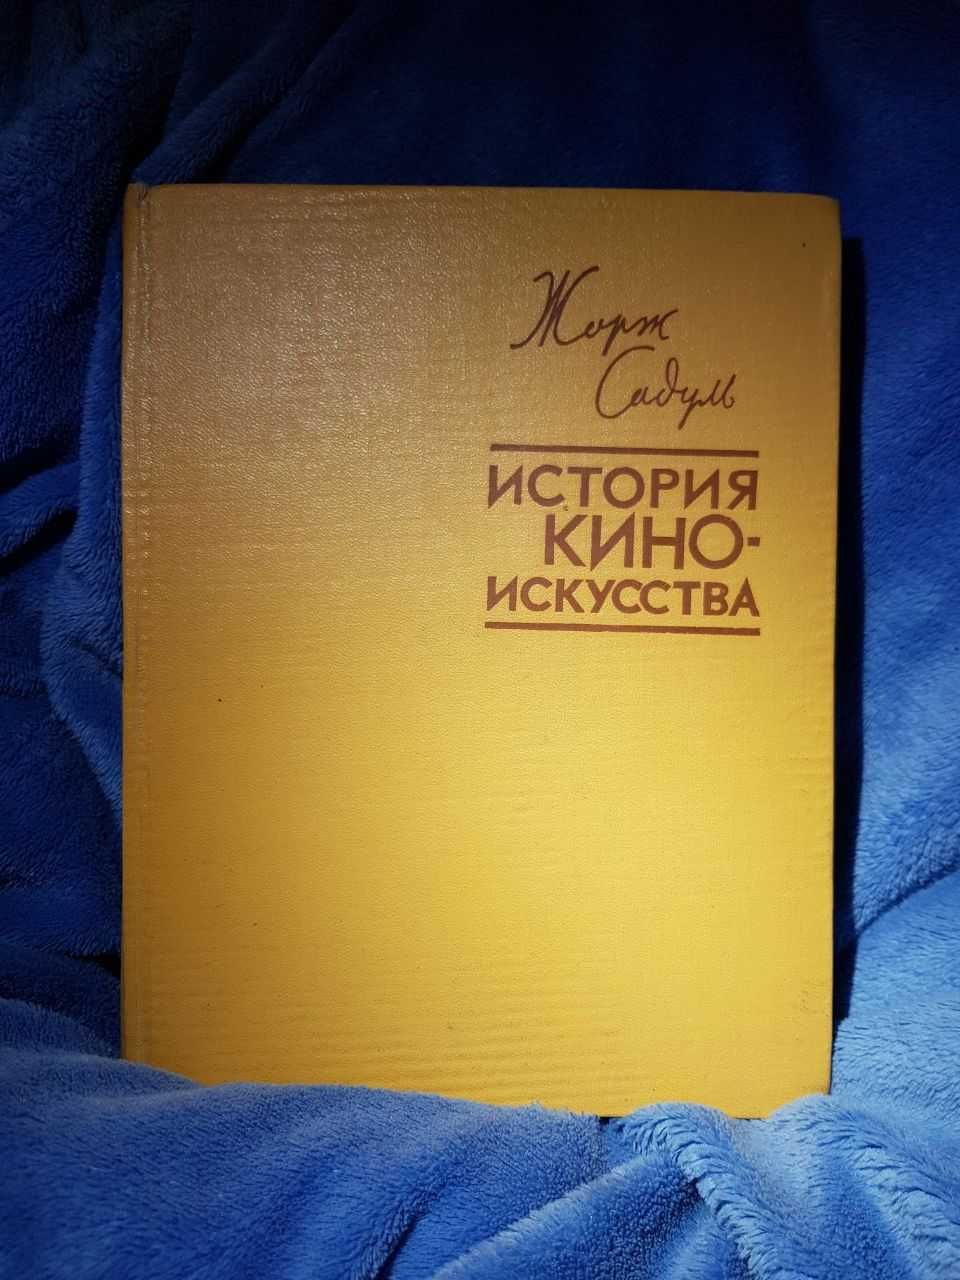 Жорж
Садуль
ИСТОРИЯ
КИНО-
ИСКУССТВА